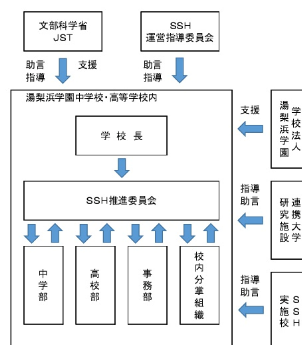 文部科学省
JST
SSH
運営指導委員会
助言
指導
支援
助言
指導
湯梨浜学園中学校・高等学校内
学校長
SSH推進委員会
中学部
高校部
事務部
校内分掌組織
支援
学校法人
湯梨浜学園
指導
助言
連携大学
研究施設
指導
助言
SSH
実施校